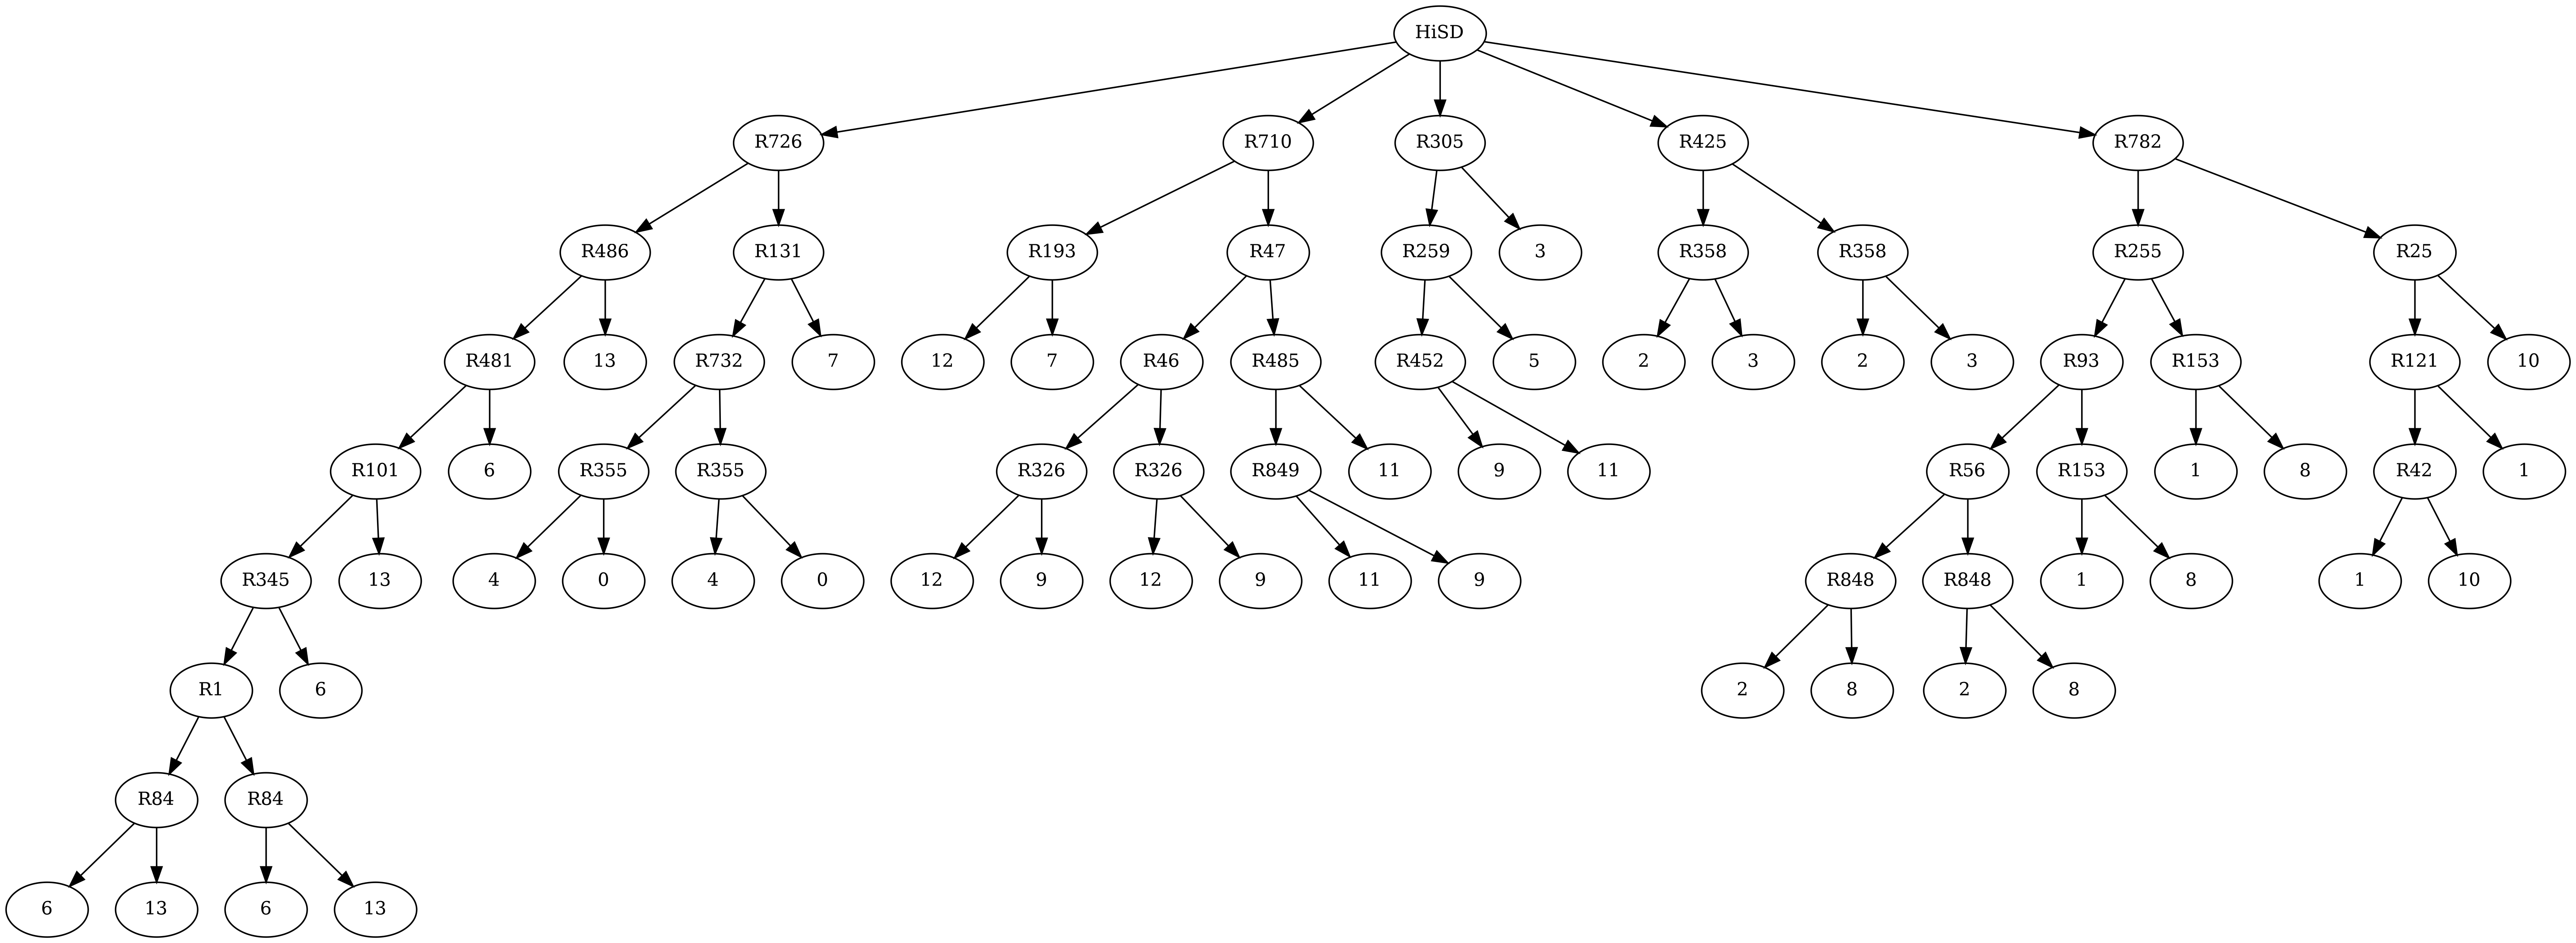 HiSD
R726 R710 R305 R425 R782
R486 R131 R193 R47 R259 3 R358 R358 R255 R25
R481 13 R732 7 12 7 R46 R485 R452 5 2 3 2 3 R93 R153 R121 10
R101 6 R355 R355 R326 R326 R849 11 9 11 R56 R153 1 8 R42 1
R345 13 4 0 4 0 12 9 12 9 11 9 R848 R848 1 8 1 10
R1 6 2 8 2 8
R84 R84
6 13 6 13